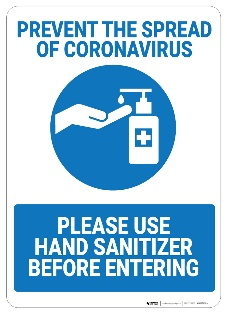 PREVENT THE SPREAD
OF CORONAVIRUS
PLEASE USE
HAND SANITIZER
BEFORE ENTERING